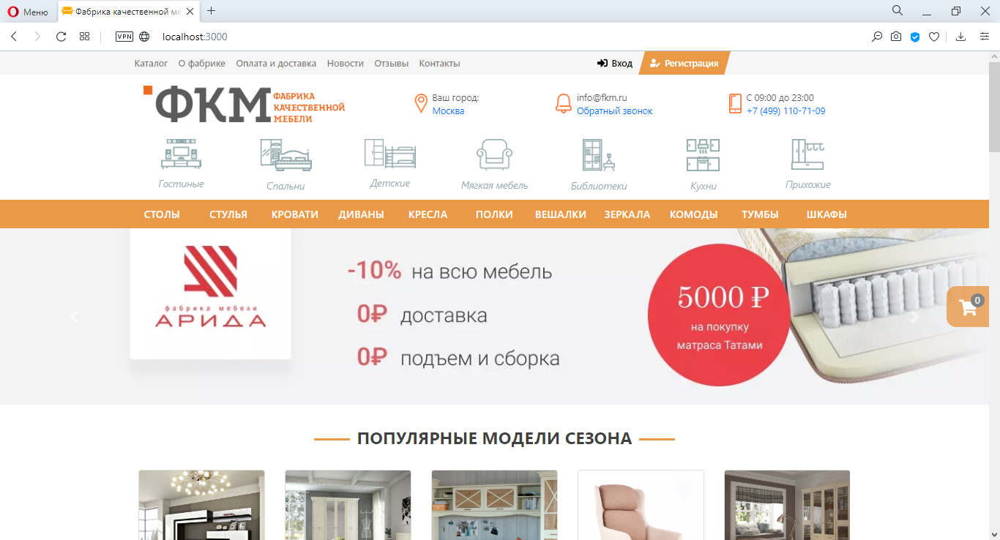 Меню
Фабрика качественной ме
VPN
localhost:3000
Каталог О фабрике Оплата и доставка Новости Отзывы Контакты
Вход
Регистрация
ФКМ
ФАБРИКА
КАЧЕСТВЕННОЙ
МЕБЕЛИ
Ваш город:
Москва
info@fkm.ru
Обратный звонок
С 09:00 до 23:00
+7 (499) 110-71-09
Гостиные Спальни Детские Мягкая мебель Библиотеки Кухни Прихожие
СТОЛЫ СТУЛЬЯ КРОВАТИ ДИВАНЫ КРЕСЛА ПОЛКИ ВЕШАЛКИ ЗЕРКАЛА КОМОДЫ ТУМБЫ ШКАФЫ
фабрика мебели
АРИДА
-10% на всю мебель
0₽ доставка
0₽ подъем и сборка
5000 ₽
на покупку
матраса Татами
0
ПОПУЛЯРНЫЕ МОДЕЛИ СЕЗОНА